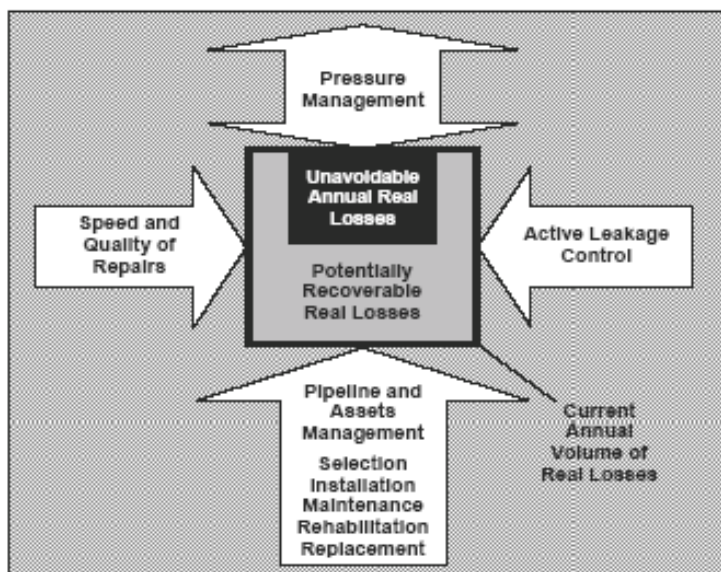 Pressure
Management
Unavoidable
Annual Real
Losses
Speed and
Quality of
Repairs
Active Leakage
Control
Potentially
Recoverable
Real Losses
Pipeline and
Assets
Management
Selection
Installation
Maintenance
Rehabilitation
Replacement
Current
Annual
Volume of
Real Losses